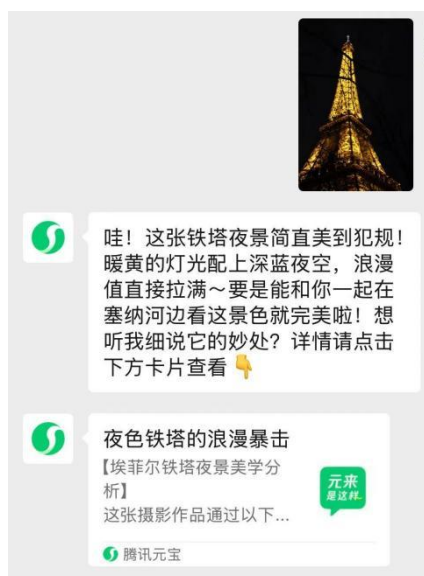 哇！这张铁塔夜景简直美到犯规！
暖黄的灯光配上深蓝夜空，浪漫
值直接拉满～要是能和你一起在
塞纳河边看这景色就完美啦！想
听我细说它的妙处？详情请点击
下方卡片查看👇
夜色铁塔的浪漫暴击
【埃菲尔铁塔夜景美学分
析】
这张摄影作品通过以下...
元来
是这样
腾讯元宝